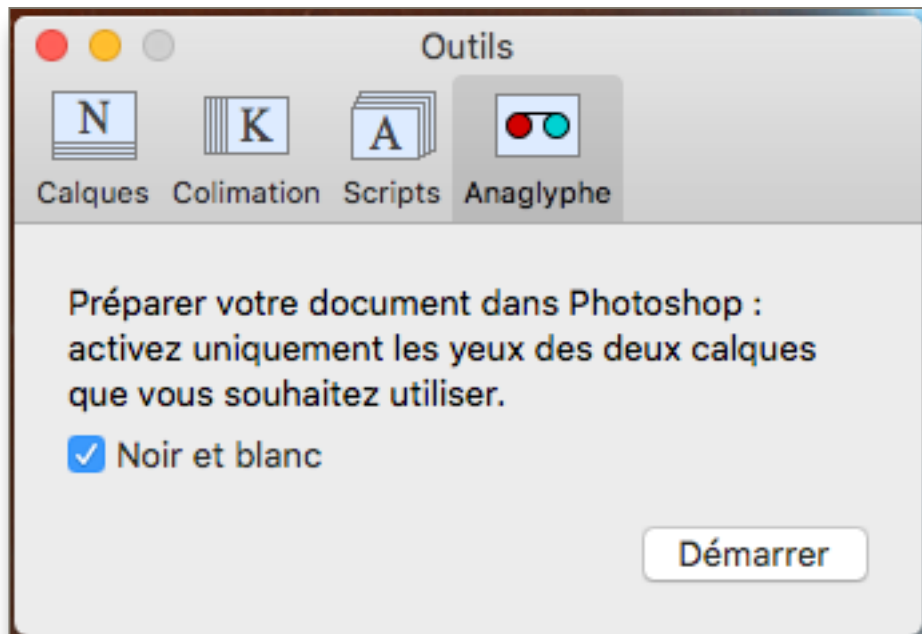 Outils
N K A
Calques Colimation Scripts Anaglyphe
Préparer votre document dans Photoshop :
activez uniquement les yeux des deux calques
que vous souhaitez utiliser.
Noir et blanc
Démarrer